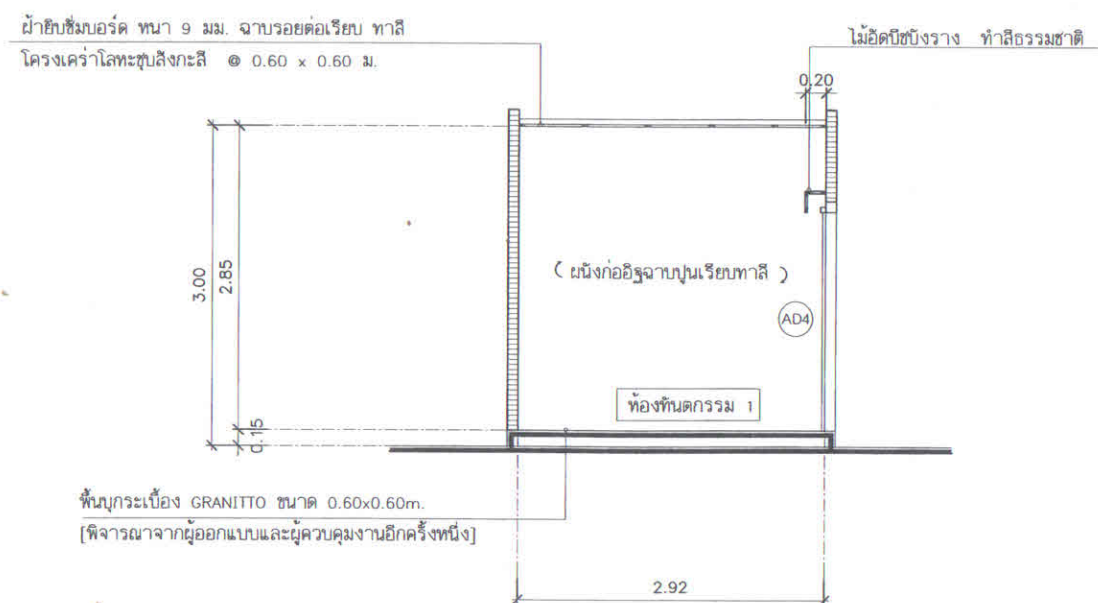 ฝ้ายิบซั่มบอร์ด หนา 9 มม. ฉาบรอยต่อเรียบ ทาสี
โครงเคร่าโลหะชุบสังกะสี @ 0.60 x 0.60 ม.
ไม้อัดบีชบังราง ทำสีธรรมชาติ
0.20
3.00
2.85
0.15
( ผนังก่ออิฐฉาบปูนเรียบทาสี )
AD4
ห้องทันตกรรม 1
พื้นปูกระเบื้อง GRANITTO ขนาด 0.60x0.60m.
[พิจารณาจากผู้ออกแบบและผู้ควบคุมงานอีกครั้งหนึ่ง]
2.92